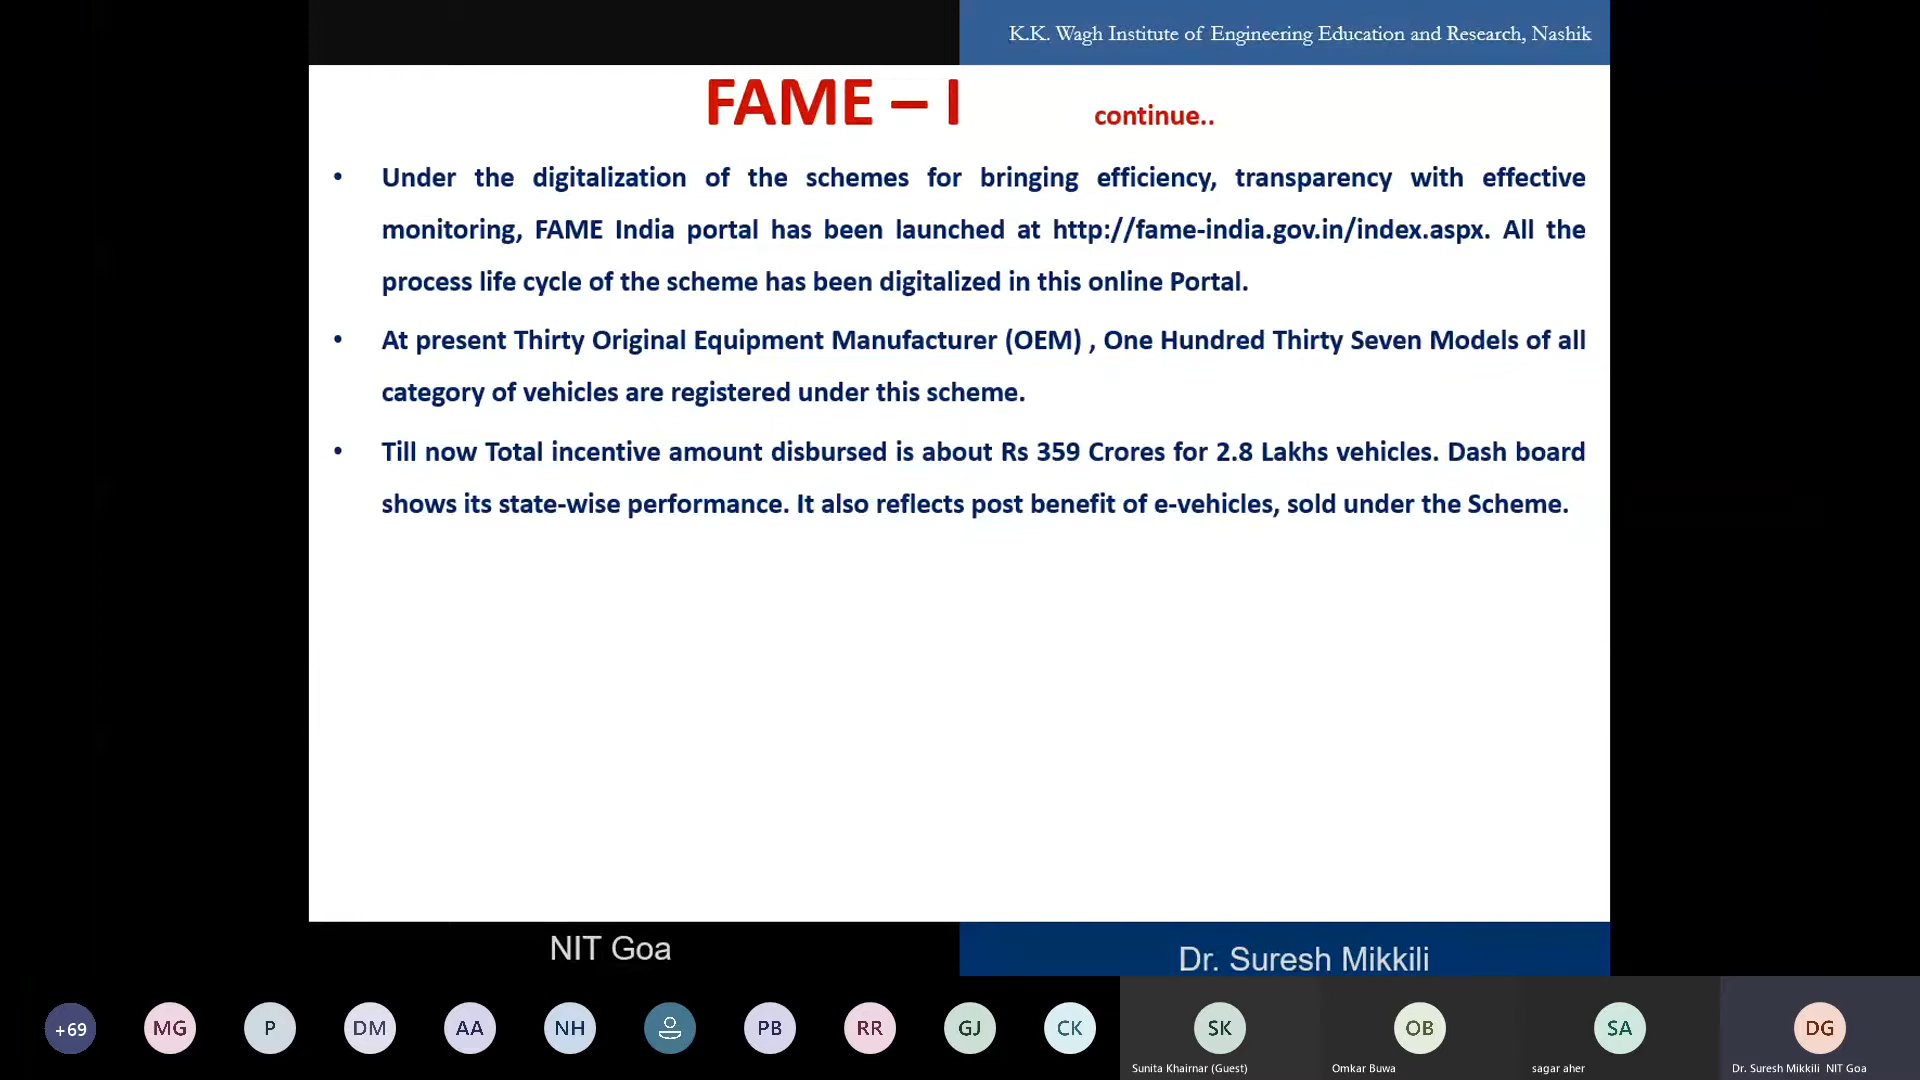 K.K. Wagh Institute of Engineering Education and Research, Nashik
FAME – I continue..
• Under the digitalization of the schemes for bringing efficiency, transparency with effective
monitoring, FAME India portal has been launched at http://fame-india.gov.in/index.aspx. All the
process life cycle of the scheme has been digitalized in this online Portal.
• At present Thirty Original Equipment Manufacturer (OEM) , One Hundred Thirty Seven Models of all
category of vehicles are registered under this scheme.
• Till now Total incentive amount disbursed is about Rs 359 Crores for 2.8 Lakhs vehicles. Dash board
shows its state-wise performance. It also reflects post benefit of e-vehicles, sold under the Scheme.
NIT Goa
Dr. Suresh Mikkili
+69 MG P DM AA NH PB RR GJ CK SK OB SA DG
Sunita Khairnar (Guest) Omkar Buwa sagar aher Dr. Suresh Mikkili NIT Goa